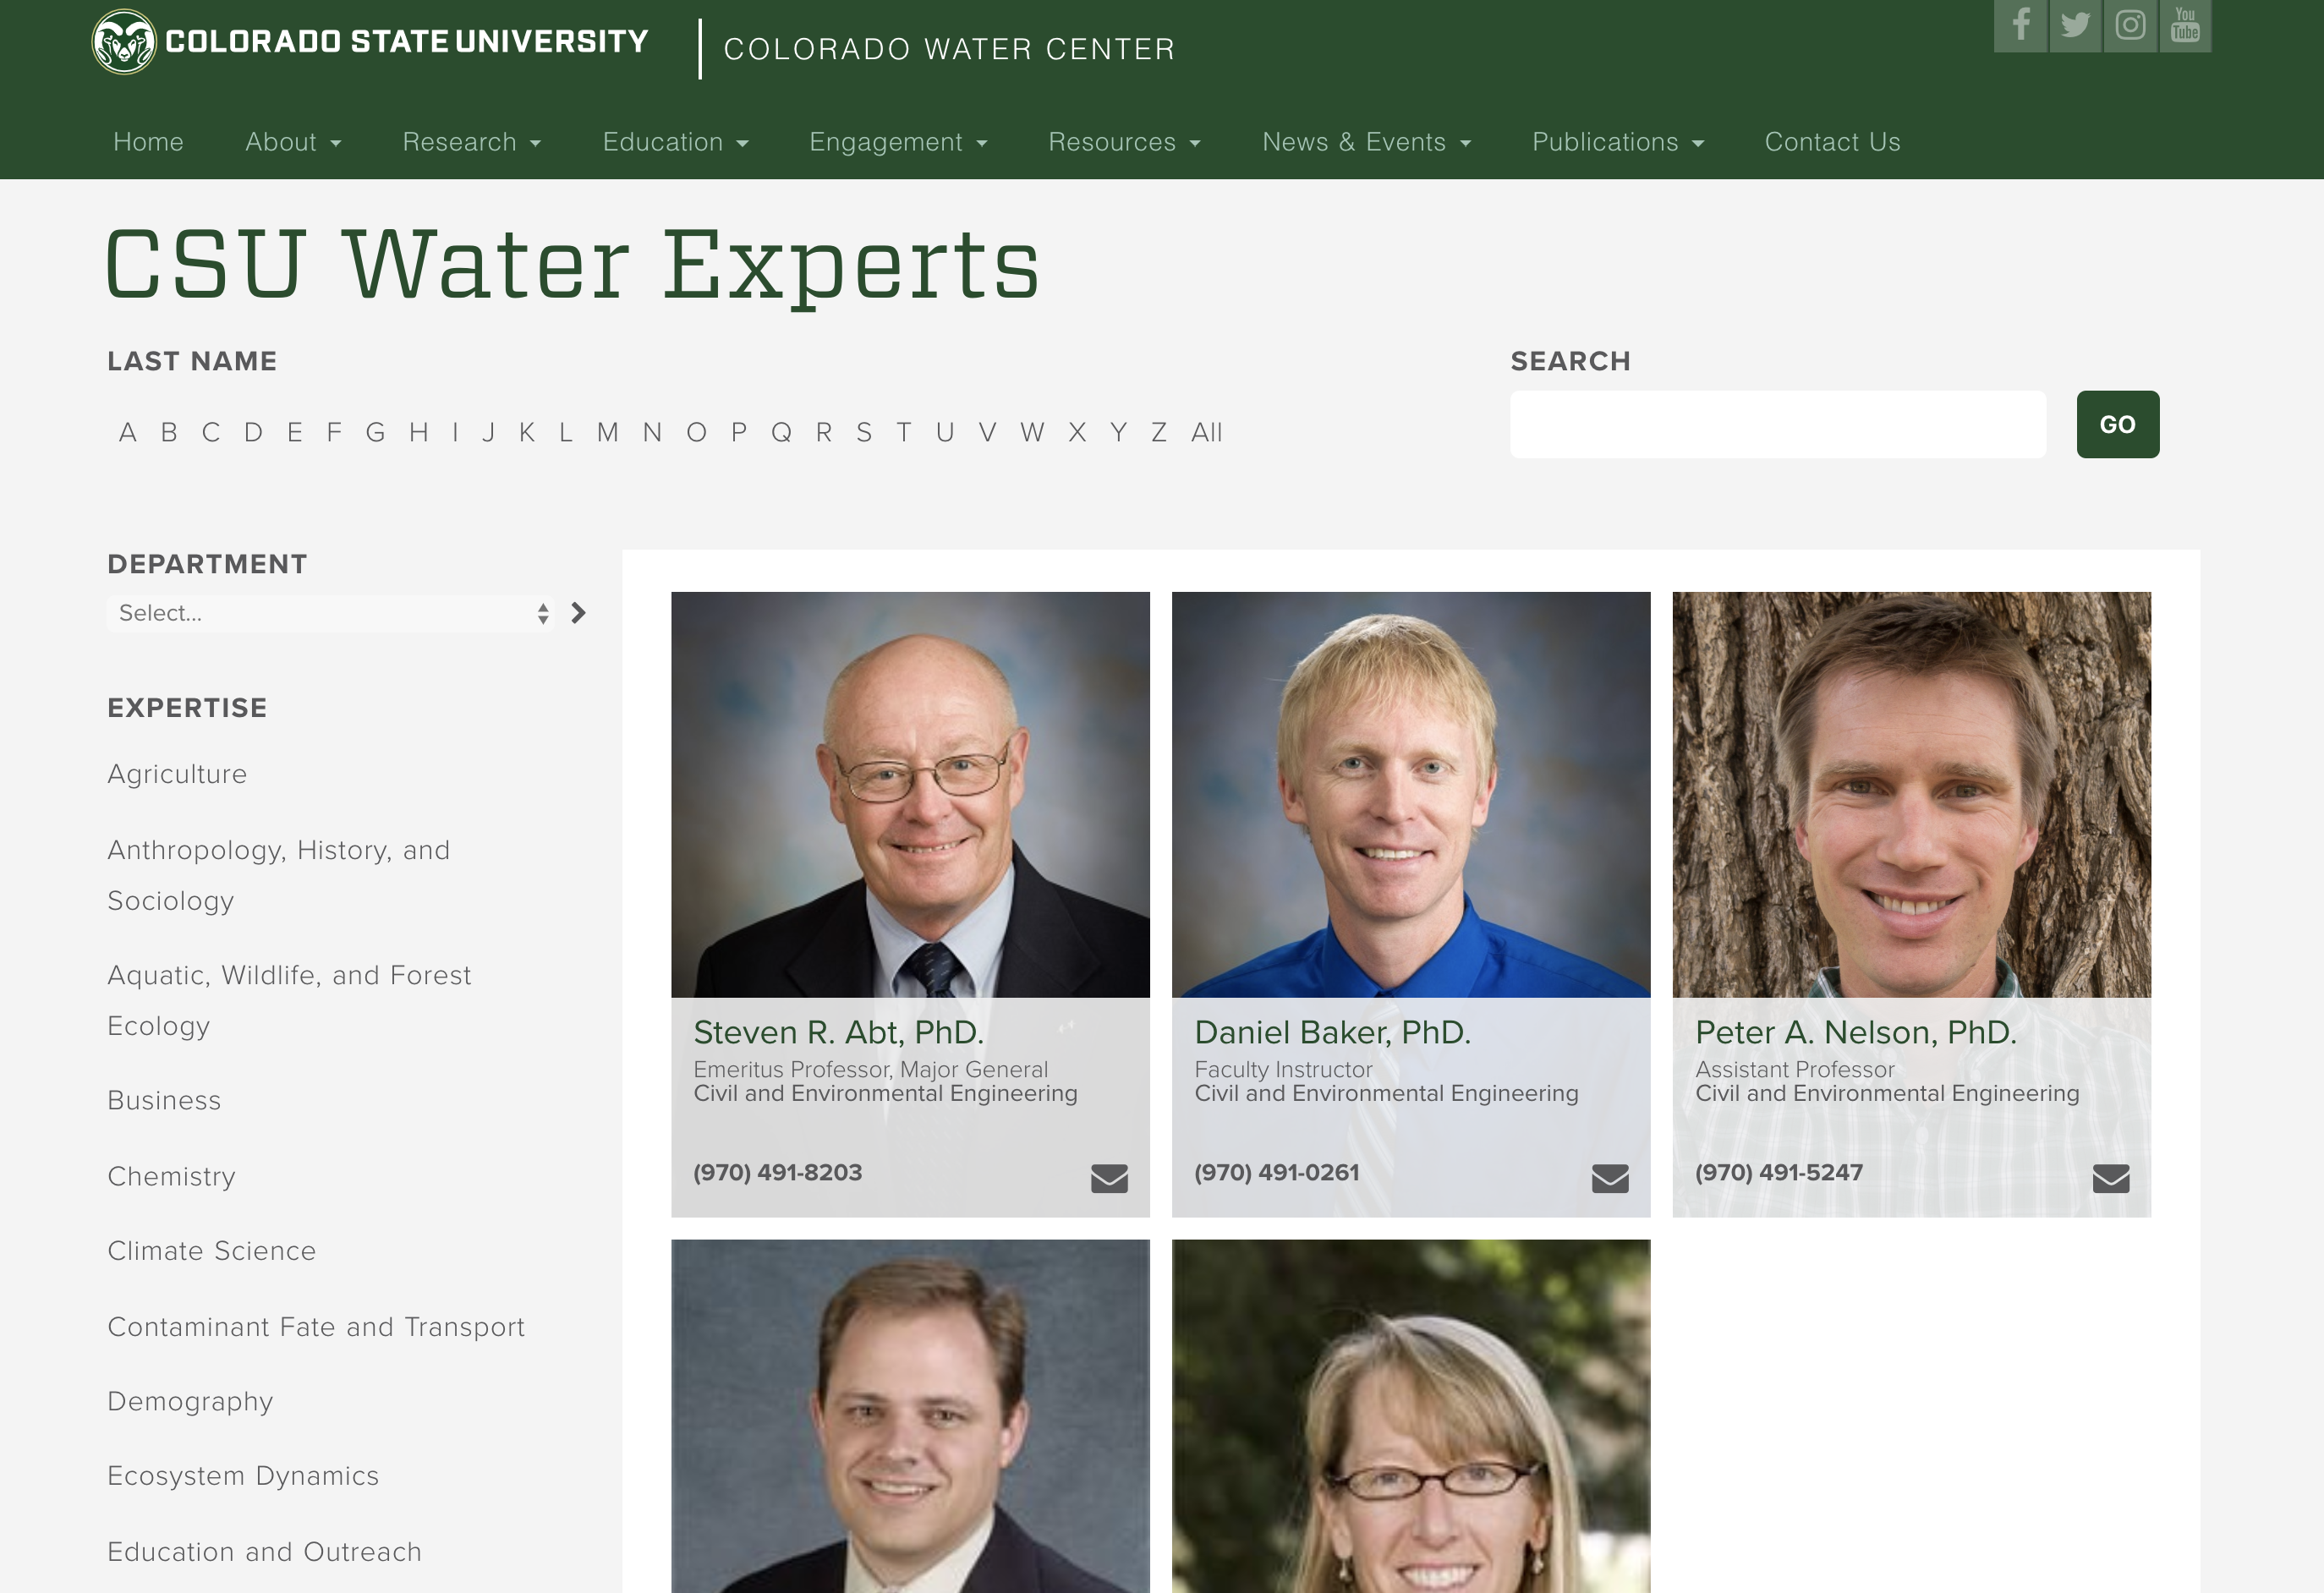 COLORADO STATE UNIVERSITY
COLORADO WATER CENTER
You
Tube
Home About Research Education Engagement Resources News & Events Publications Contact Us
CSU Water Experts
LAST NAME
A B C D E F G H I J K L M N O P Q R S T U V W X Y Z All
SEARCH
GO
DEPARTMENT
Select...
EXPERTISE
Agriculture
Anthropology, History, and
Sociology
Aquatic, Wildlife, and Forest
Ecology
Business
Chemistry
Climate Science
Contaminant Fate and Transport
Demography
Ecosystem Dynamics
Education and Outreach
Steven R. Abt, PhD.
Emeritus Professor, Major General
Civil and Environmental Engineering
(970) 491-8203
Daniel Baker, PhD.
Faculty Instructor
Civil and Environmental Engineering
(970) 491-0261
Peter A. Nelson, PhD.
Assistant Professor
Civil and Environmental Engineering
(970) 491-5247